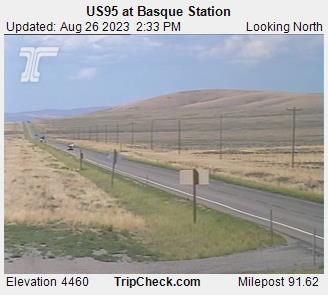 US95 at Basque Station
Updated: Aug 26 2023 2:33 PM Looking North
Elevation 4460 TripCheck.com Milepost 91.62